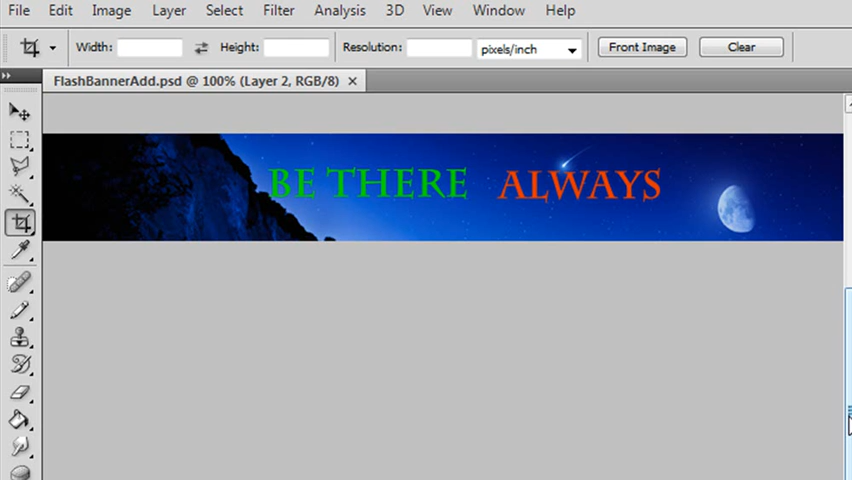 File Edit Image Layer Select Filter Analysis 3D View Window Help
Width: Height: Resolution: pixels/inch Front Image Clear
FlashBannerAdd.psd @ 100% (Layer 2, RGB/8) ×
BE THERE ALWAYS